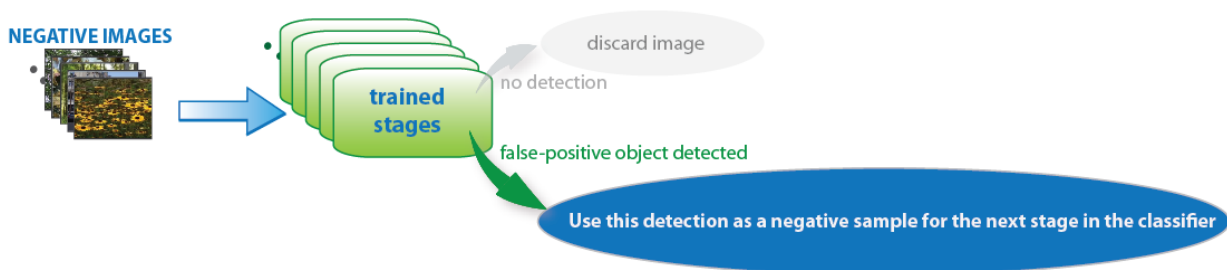 NEGATIVE IMAGES
discard image
no detection
trained
stages
false-positive object detected
Use this detection as a negative sample for the next stage in the classifier